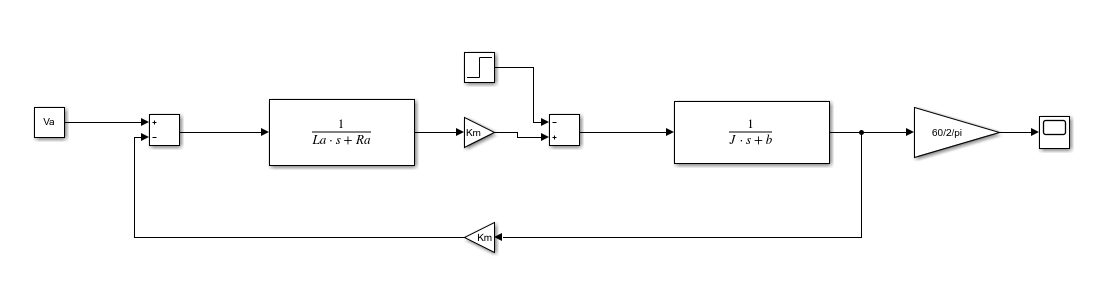 Va
+
−
1
La · s + Ra
Km
−
+
1
J · s + b
60/2/pi
Km